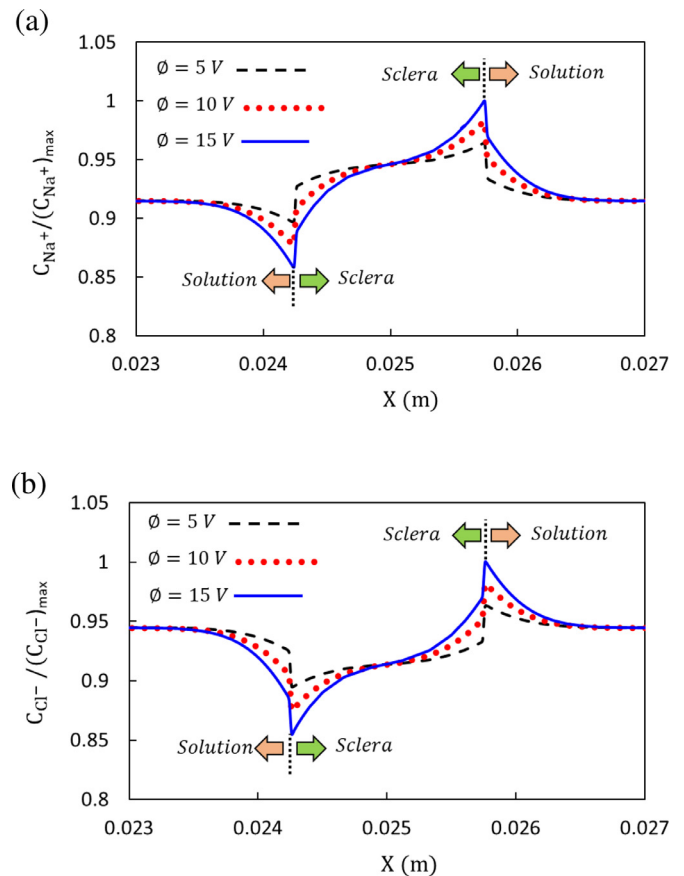 (a)
1.05
1
0.95
0.9
0.85
0.8
C_Na⁺/(C_Na⁺)_max
Ø = 5 V
Ø = 10 V
Ø = 15 V
Sclera Solution
Solution Sclera
0.023 0.024 0.025 0.026 0.027
X (m)
(b)
1.05
1
0.95
0.9
0.85
0.8
C_Cl⁻/(C_Cl⁻)_max
Ø = 5 V
Ø = 10 V
Ø = 15 V
Sclera Solution
Solution Sclera
0.023 0.024 0.025 0.026 0.027
X (m)